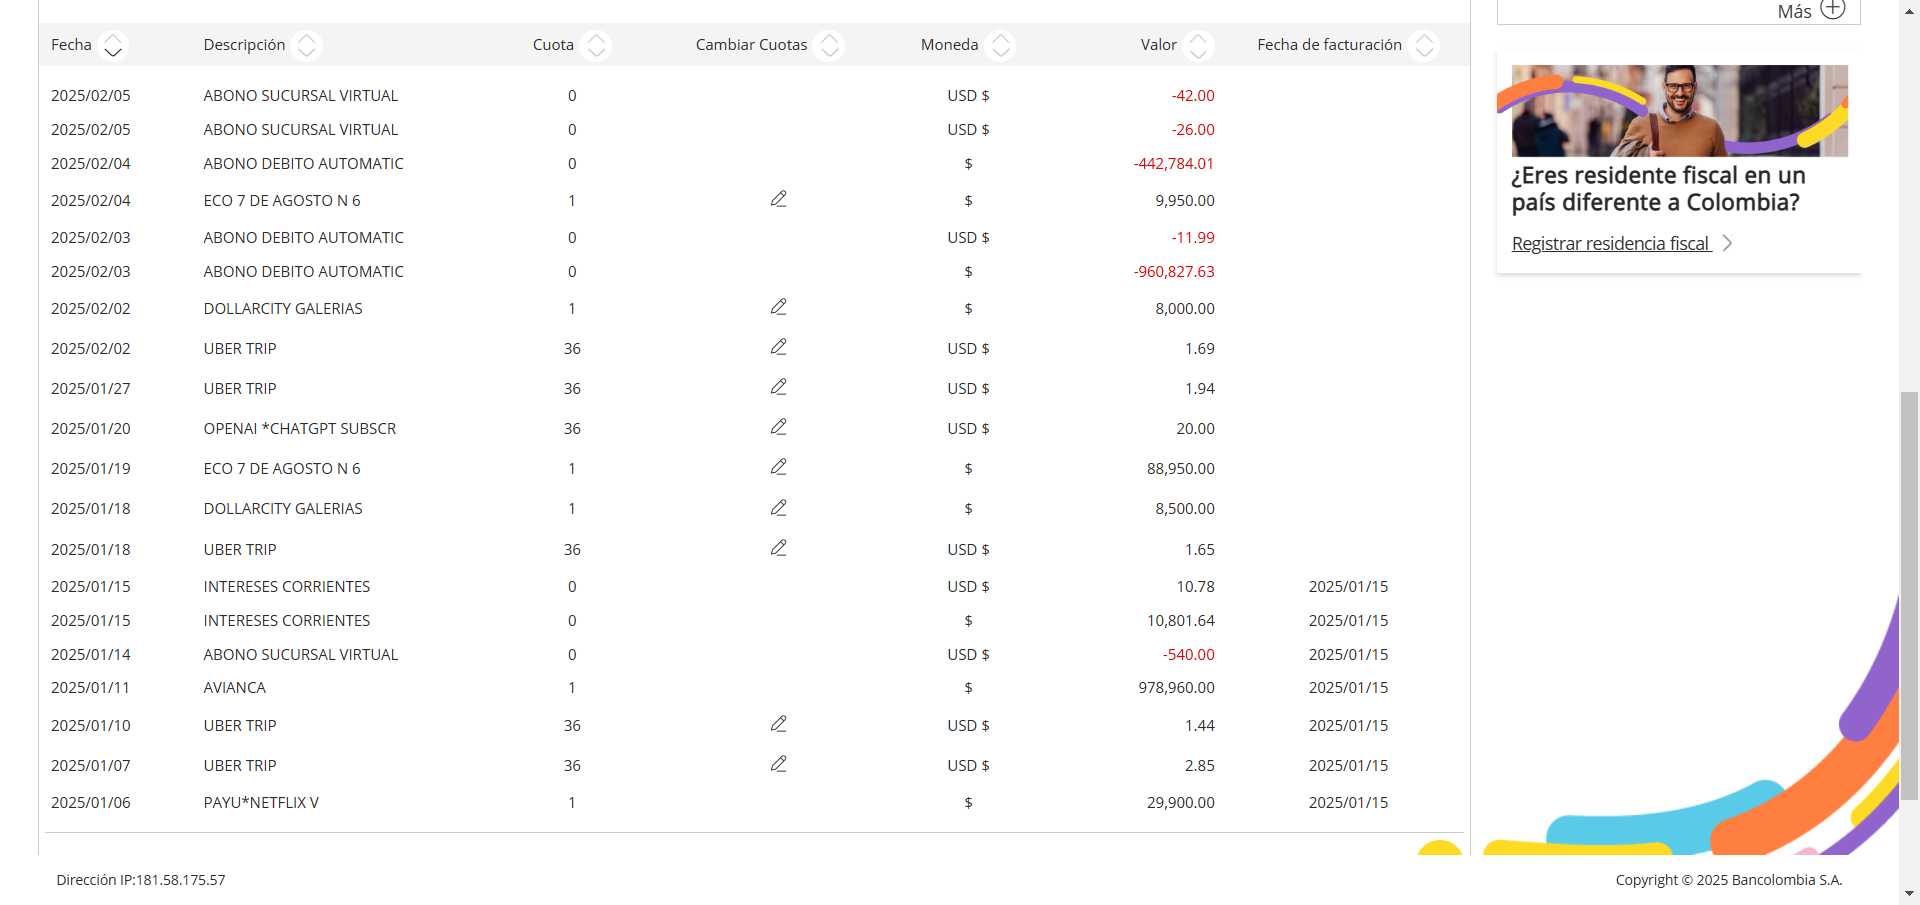 Más
Fecha Descripción Cuota Cambiar Cuotas Moneda Valor Fecha de facturación
2025/02/05 ABONO SUCURSAL VIRTUAL 0 USD $ -42.00
2025/02/05 ABONO SUCURSAL VIRTUAL 0 USD $ -26.00
2025/02/04 ABONO DEBITO AUTOMATIC 0 $ -442,784.01
2025/02/04 ECO 7 DE AGOSTO N 6 1 $ 9,950.00
2025/02/03 ABONO DEBITO AUTOMATIC 0 USD $ -11.99
2025/02/03 ABONO DEBITO AUTOMATIC 0 $ -960,827.63
2025/02/02 DOLLARCITY GALERIAS 1 $ 8,000.00
2025/02/02 UBER TRIP 36 USD $ 1.69
2025/01/27 UBER TRIP 36 USD $ 1.94
2025/01/20 OPENAI *CHATGPT SUBSCR 36 USD $ 20.00
2025/01/19 ECO 7 DE AGOSTO N 6 1 $ 88,950.00
2025/01/18 DOLLARCITY GALERIAS 1 $ 8,500.00
2025/01/18 UBER TRIP 36 USD $ 1.65
2025/01/15 INTERESES CORRIENTES 0 USD $ 10.78 2025/01/15
2025/01/15 INTERESES CORRIENTES 0 $ 10,801.64 2025/01/15
2025/01/14 ABONO SUCURSAL VIRTUAL 0 USD $ -540.00 2025/01/15
2025/01/11 AVIANCA 1 $ 978,960.00 2025/01/15
2025/01/10 UBER TRIP 36 USD $ 1.44 2025/01/15
2025/01/07 UBER TRIP 36 USD $ 2.85 2025/01/15
2025/01/06 PAYU*NETFLIX V 1 $ 29,900.00 2025/01/15
¿Eres residente fiscal en un
país diferente a Colombia?
Registrar residencia fiscal
Dirección IP:181.58.175.57
Copyright © 2025 Bancolombia S.A.